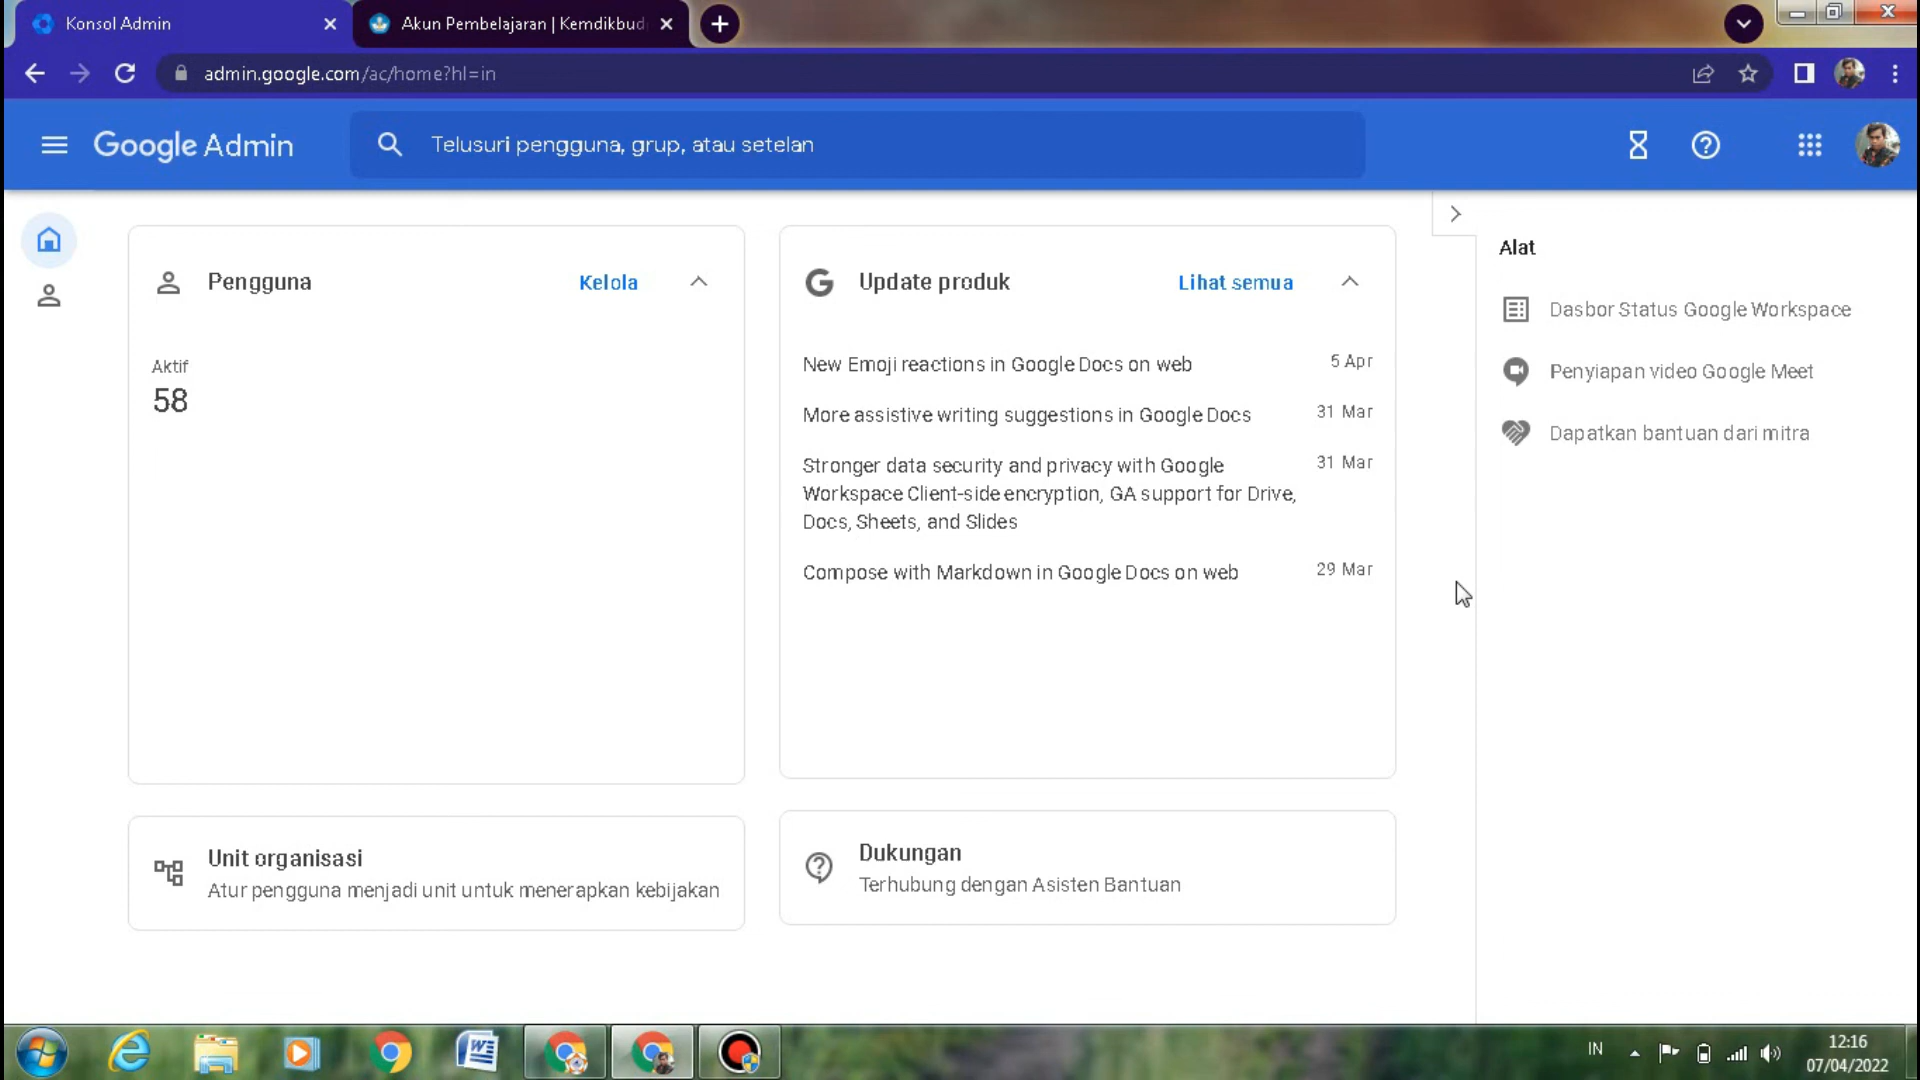 Konsol Admin
Akun Pembelajaran | Kemdikbud
admin.google.com/ac/home?hl=in
Google Admin
Telusuri pengguna, grup, atau setelan
Pengguna
Kelola
Aktif
58
Update produk
Lihat semua
New Emoji reactions in Google Docs on web
5 Apr
More assistive writing suggestions in Google Docs
31 Mar
Stronger data security and privacy with Google
31 Mar
Workspace Client-side encryption, GA support for Drive,
Docs, Sheets, and Slides
Compose with Markdown in Google Docs on web
29 Mar
Unit organisasi
Atur pengguna menjadi unit untuk menerapkan kebijakan
Dukungan
Terhubung dengan Asisten Bantuan
Alat
Dasbor Status Google Workspace
Penyiapan video Google Meet
Dapatkan bantuan dari mitra
IN
12:16
07/04/2022